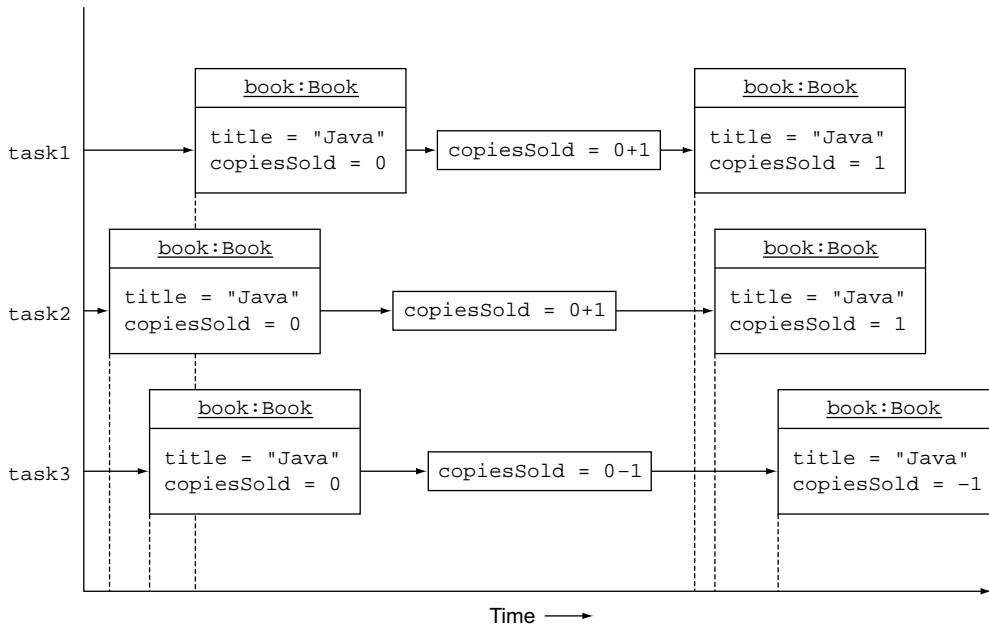 book:Book
title = "Java"
copiesSold = 0
task1
copiesSold = 0+1
book:Book
title = "Java"
copiesSold = 1
book:Book
title = "Java"
copiesSold = 0
task2
copiesSold = 0+1
book:Book
title = "Java"
copiesSold = 1
book:Book
title = "Java"
copiesSold = 0
task3
copiesSold = 0−1
book:Book
title = "Java"
copiesSold = −1
Time